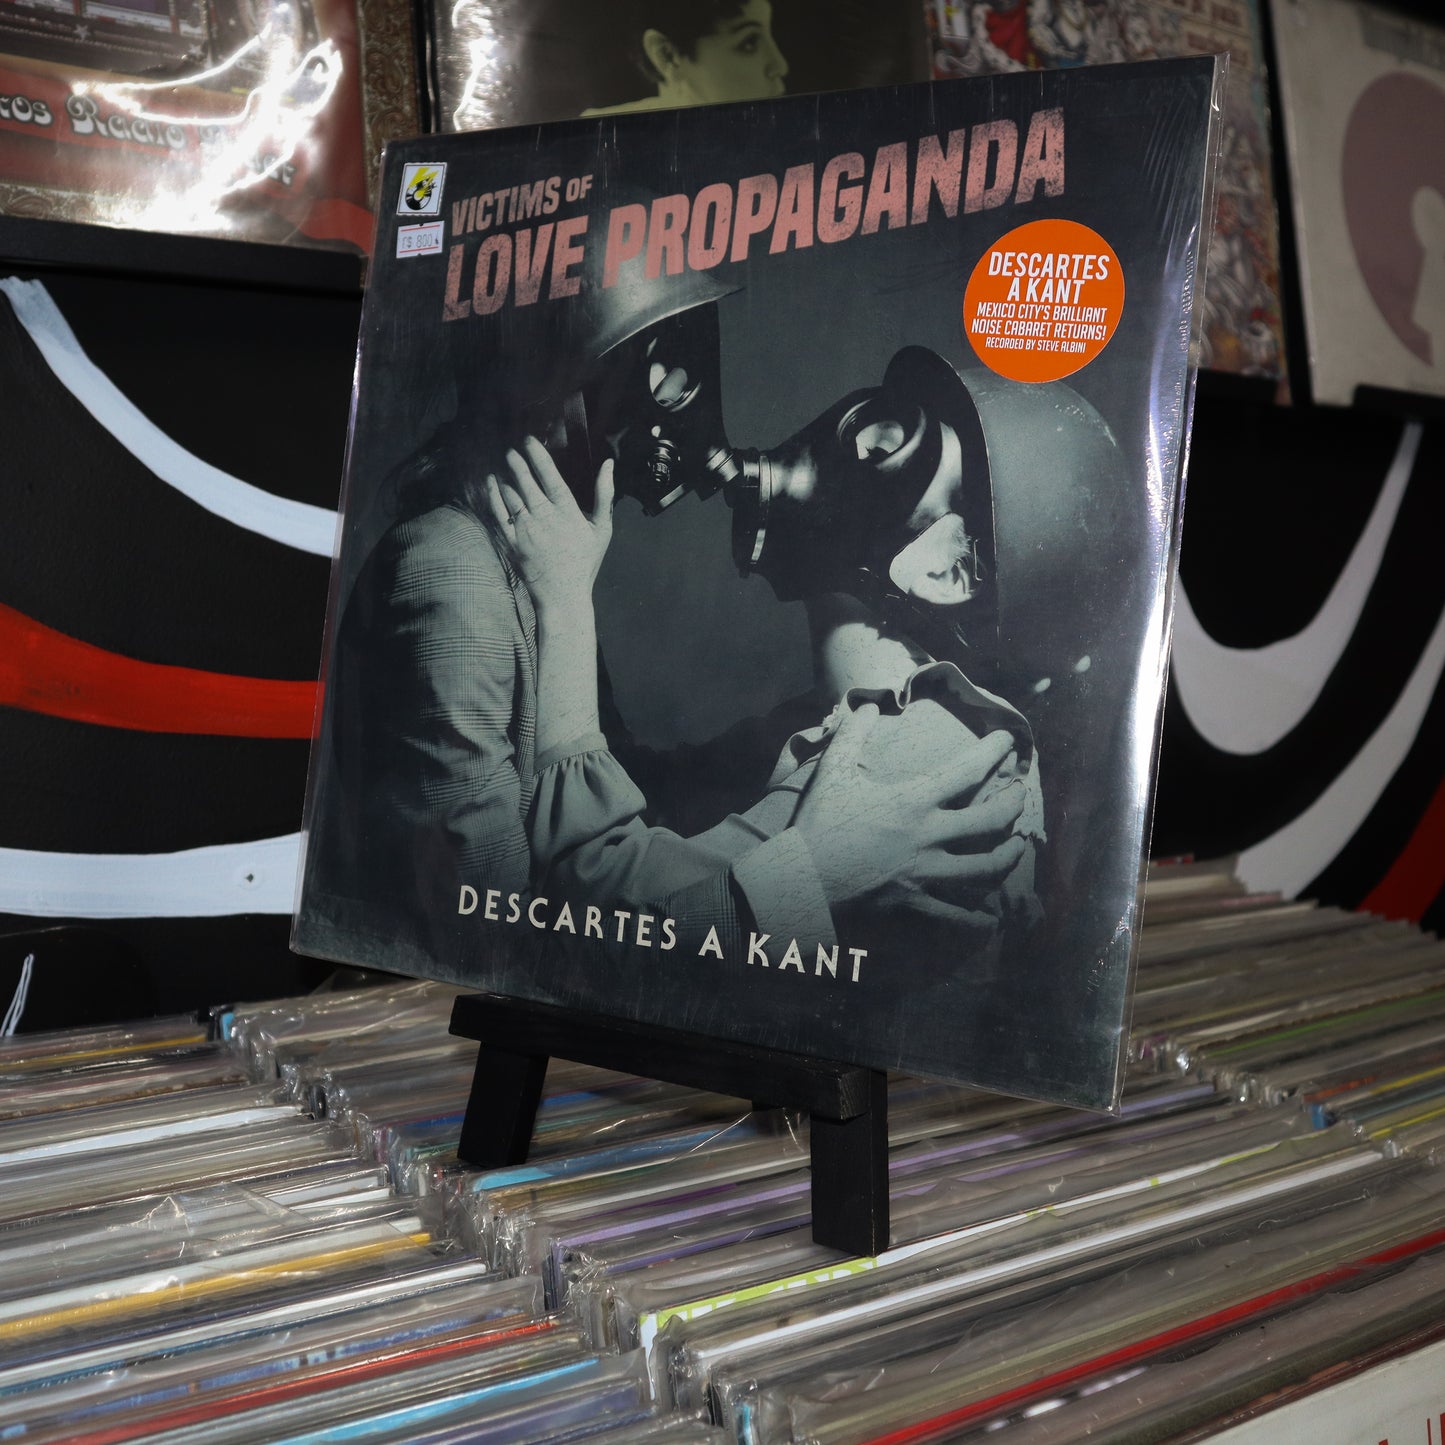 VICTIMS OF
LOVE PROPAGANDA
DESCARTES
A KANT
MEXICO CITY'S BRILLIANT
NOISE CABARET RETURNS!
RECORDED BY STEVE ALBINI
DESCARTES A KANT